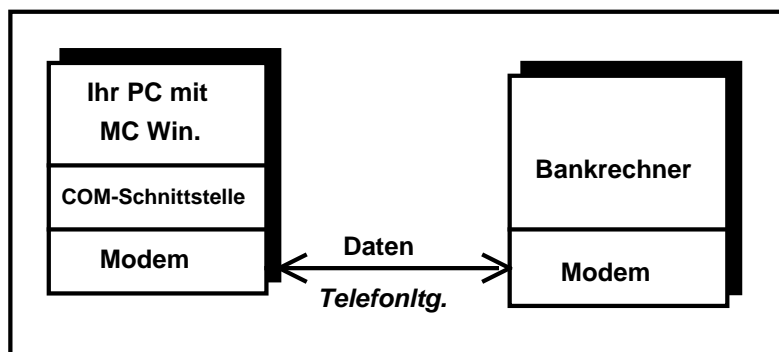 Ihr PC mit
MC Win.
COM-Schnittstelle
Modem
Daten
Telefonltg.
Bankrechner
Modem